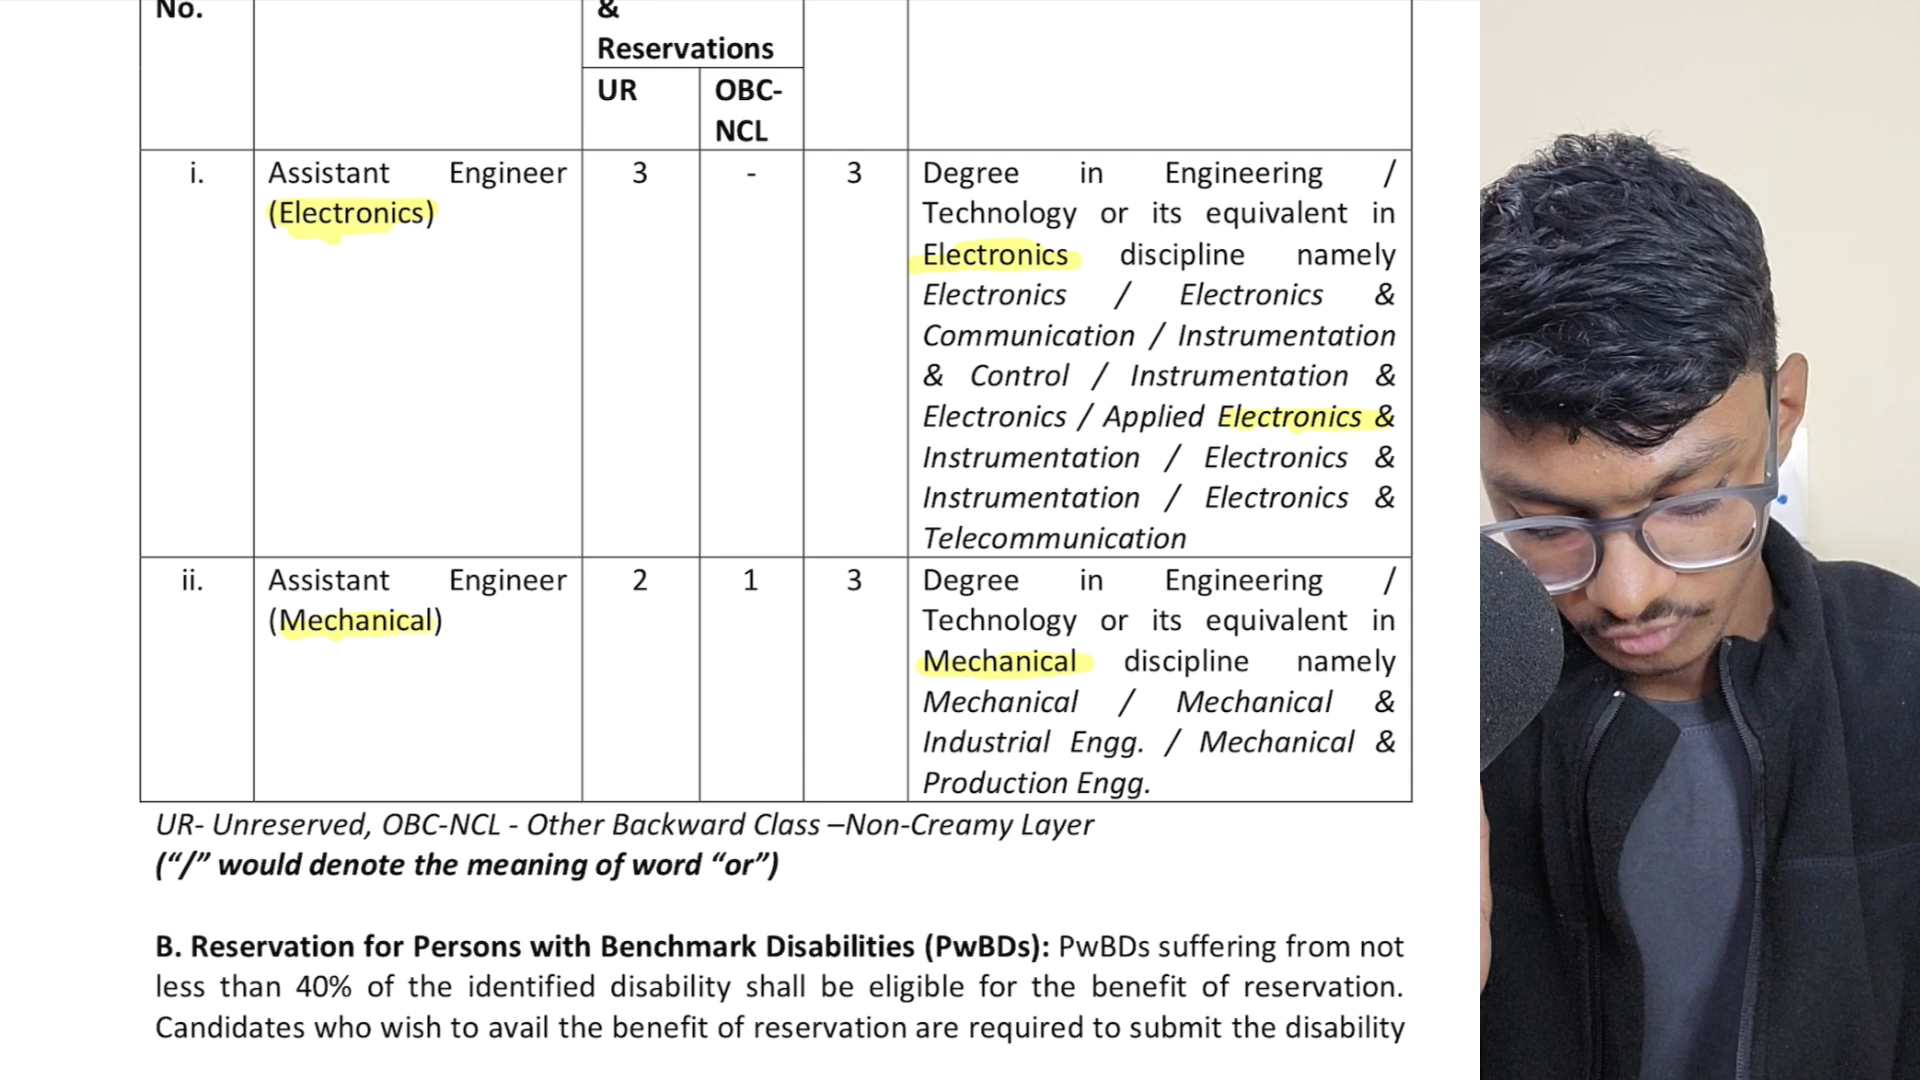 No.
&
Reservations
UR
OBC-
NCL
i.
Assistant Engineer
(Electronics)
3
-
3
Degree in Engineering /
Technology or its equivalent in
Electronics discipline namely
Electronics / Electronics &
Communication / Instrumentation
& Control / Instrumentation &
Electronics / Applied Electronics &
Instrumentation / Electronics &
Instrumentation / Electronics &
Telecommunication
ii.
Assistant Engineer
(Mechanical)
2
1
3
Degree in Engineering /
Technology or its equivalent in
Mechanical discipline namely
Mechanical / Mechanical &
Industrial Engg. / Mechanical &
Production Engg.
UR- Unreserved, OBC-NCL - Other Backward Class –Non-Creamy Layer
(“/” would denote the meaning of word “or”)
B. Reservation for Persons with Benchmark Disabilities (PwBDs): PwBDs suffering from not
less than 40% of the identified disability shall be eligible for the benefit of reservation.
Candidates who wish to avail the benefit of reservation are required to submit the disability